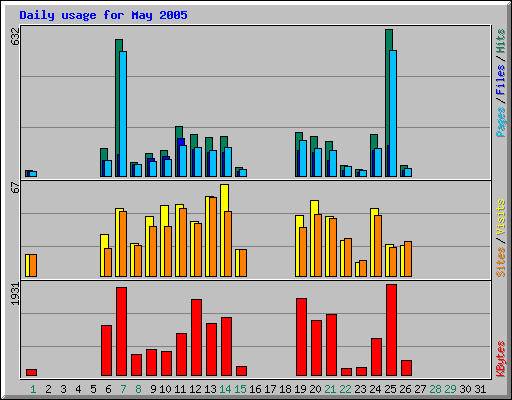 Daily usage for May 2005
632
Pages / Files / Hits
67
Sites / Visits
1931
KBytes
1 2 3 4 5 6 7 8 9 10 11 12 13 14 15 16 17 18 19 20 21 22 23 24 25 26 27 28 29 30 31